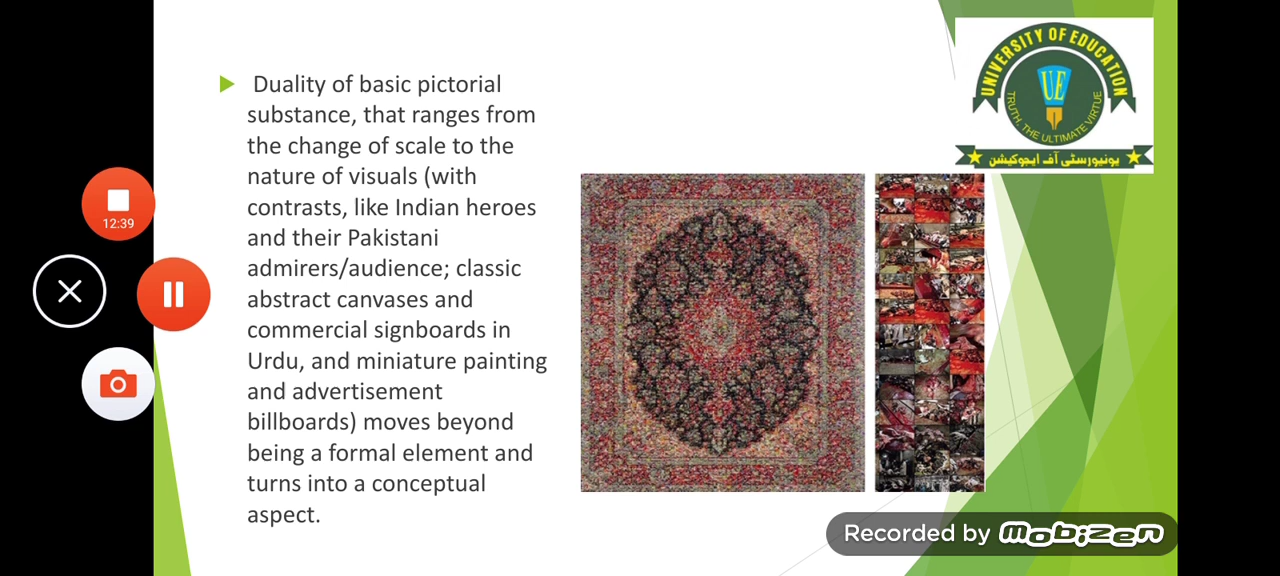 Duality of basic pictorial
substance, that ranges from
the change of scale to the
nature of visuals (with
contrasts, like Indian heroes
and their Pakistani
admirers/audience; classic
abstract canvases and
commercial signboards in
Urdu, and miniature painting
and advertisement
billboards) moves beyond
being a formal element and
turns into a conceptual
aspect.
UNIVERSITY OF EDUCATION
UE
TRUTH, THE ULTIMATE VIRTUE
یونیورسٹی آف ایجوکیشن
12:39
Recorded by Mobizen